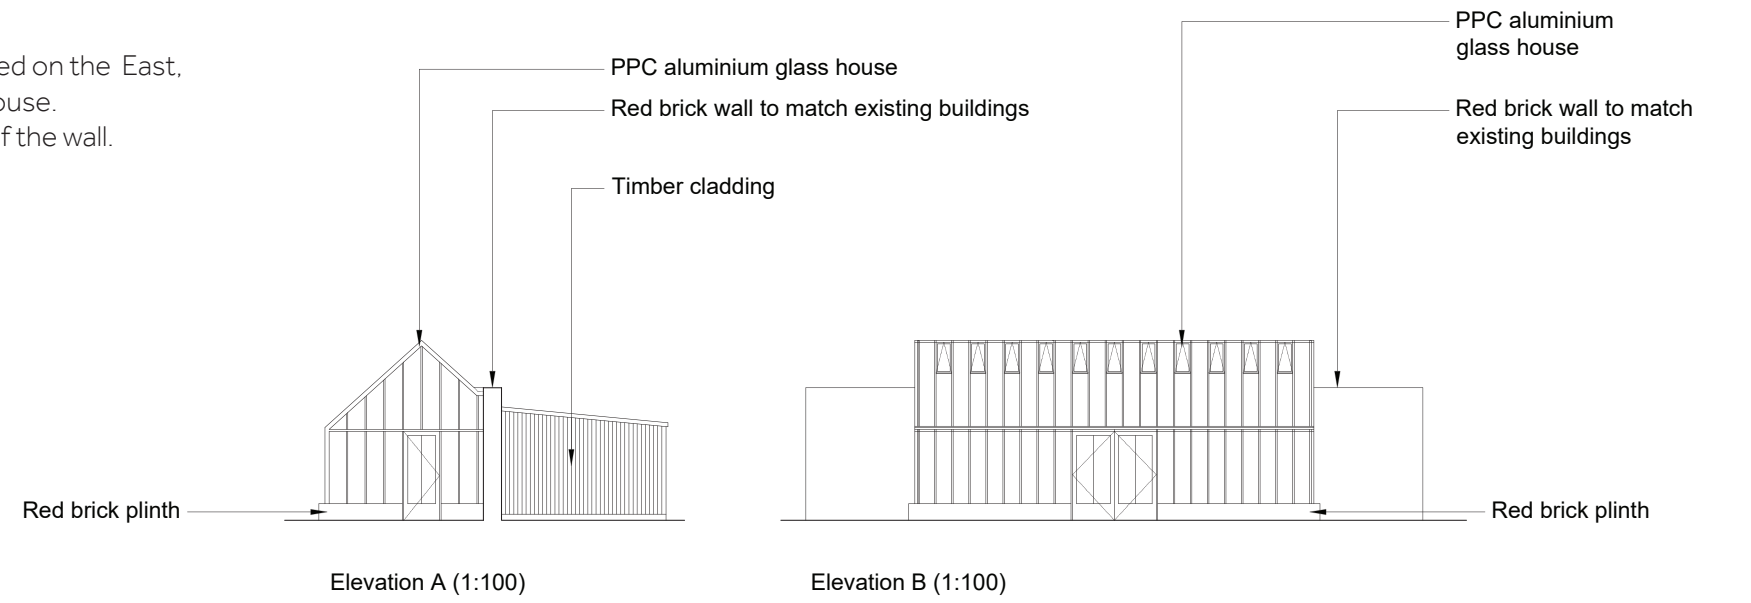 ed on the East,
ouse.
f the wall.
PPC aluminium glass house
Red brick wall to match existing buildings
Timber cladding
Red brick plinth
Elevation A (1:100)
PPC aluminium
glass house
Red brick wall to match
existing buildings
Red brick plinth
Elevation B (1:100)